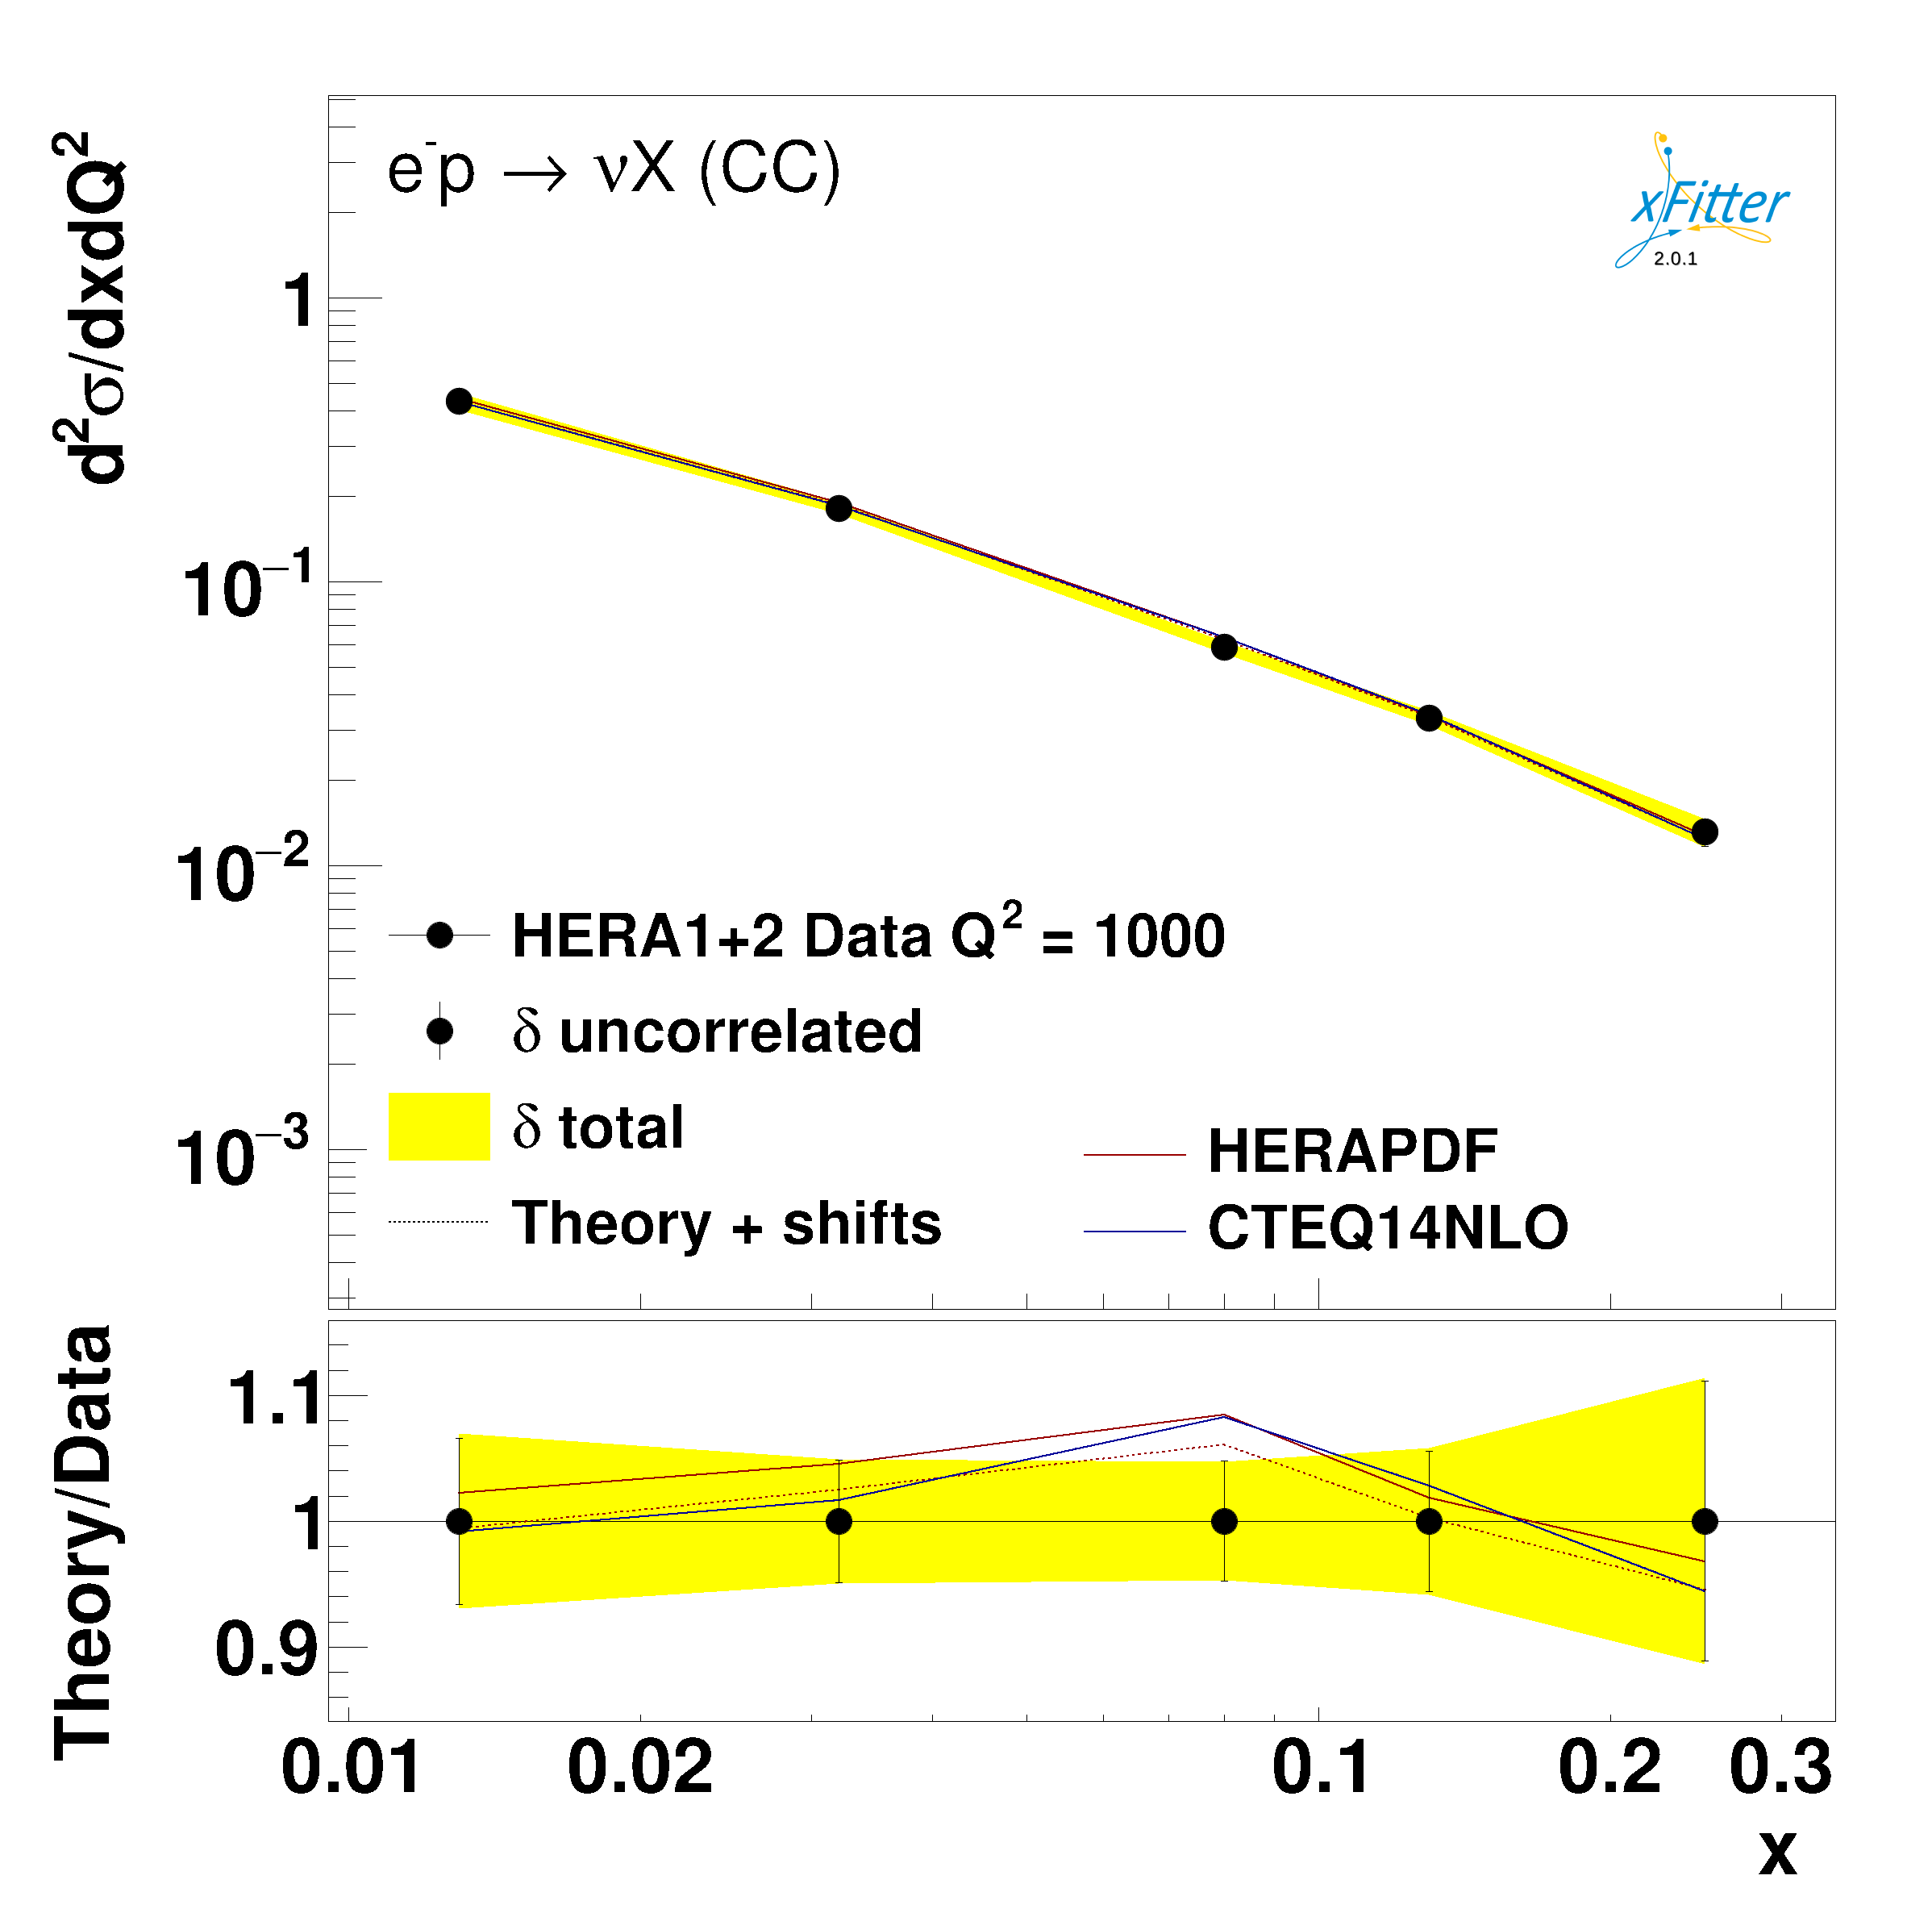 d²σ/dxdQ²
e⁻p → νX (CC)
xFitter
2.0.1
1
10⁻¹
10⁻²
10⁻³
HERA1+2 Data Q² = 1000
δ uncorrelated
δ total
Theory + shifts
HERAPDF
CTEQ14NLO
Theory/Data
1.1
1
0.9
0.01 0.02 0.1 0.2 0.3
x